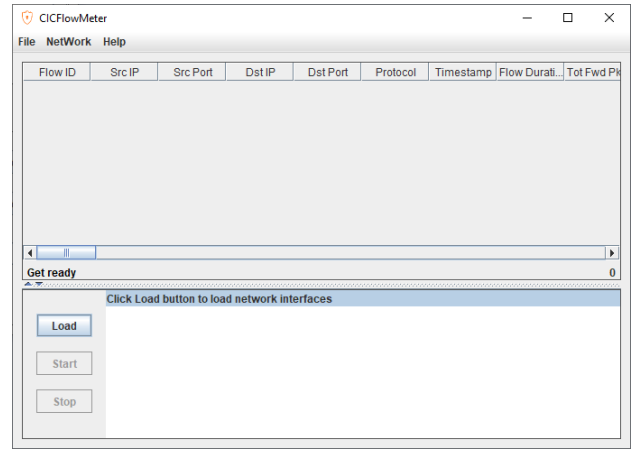 CICFlowMeter
File NetWork Help
Flow ID Src IP Src Port Dst IP Dst Port Protocol Timestamp Flow Durati... Tot Fwd Pk
Get ready 0
Click Load button to load network interfaces
Load
Start
Stop